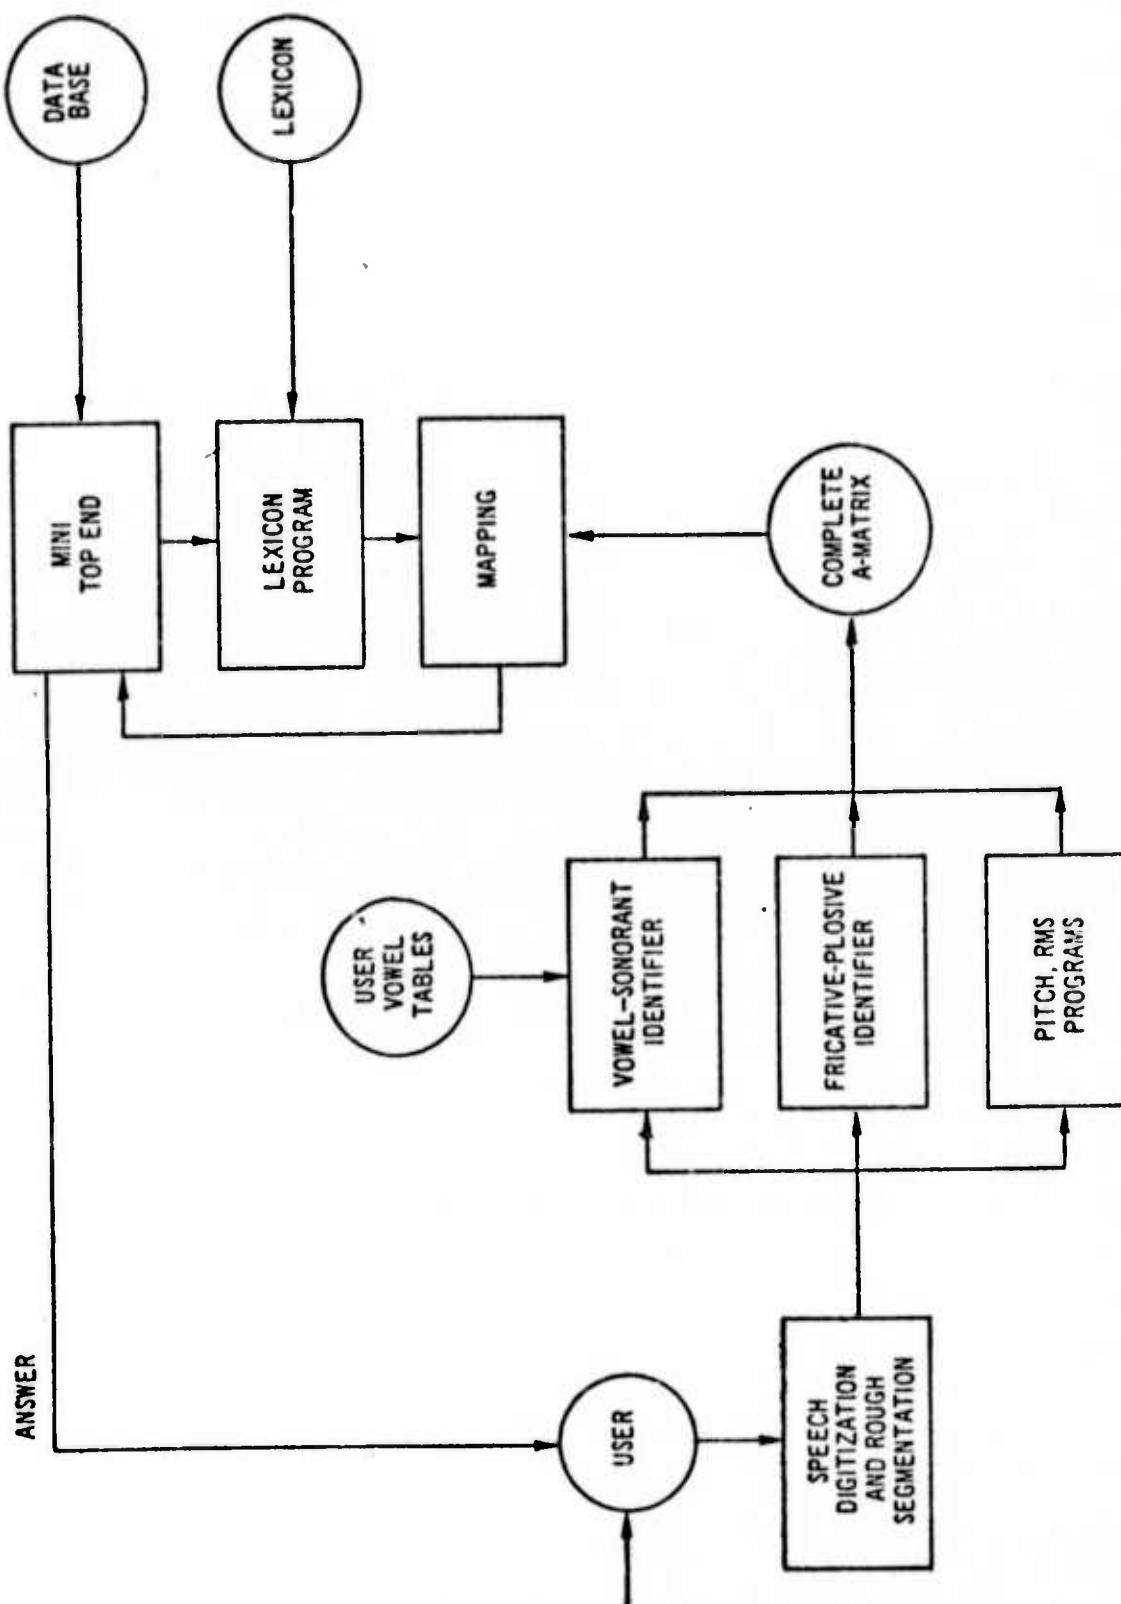 ANSWER
USER
SPEECH
DIGITIZATION
AND ROUGH
SEGMENTATION
USER
VOWEL
TABLES
VOWEL-SONORANT
IDENTIFIER
FRICATIVE-PLOSIVE
IDENTIFIER
PITCH, RMS
PROGRAMS
MINI
TOP END
LEXICON
PROGRAM
MAPPING
COMPLETE
A-MATRIX
DATA
BASE
LEXICON